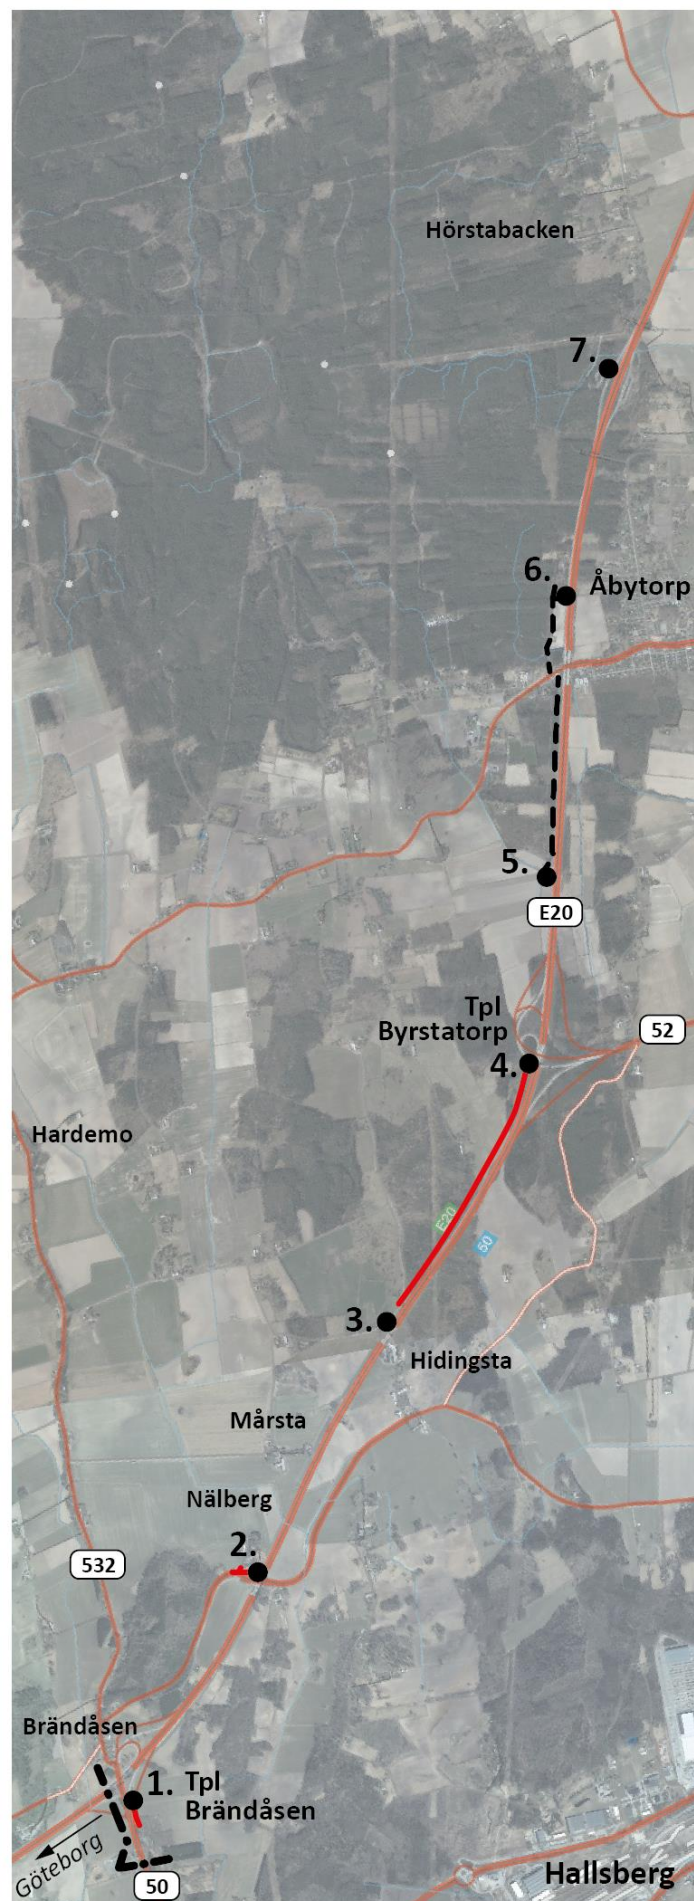 Hörstabacken
7.
6.
Åbytorp
5.
E20
Tpl
Byrstatorp
52
4.
Hardemo
E20
50
3.
Hidingsta
Mårsta
Nälberg
2.
532
Brändåsen
1. Tpl
Brändåsen
Göteborg
50
Hallsberg